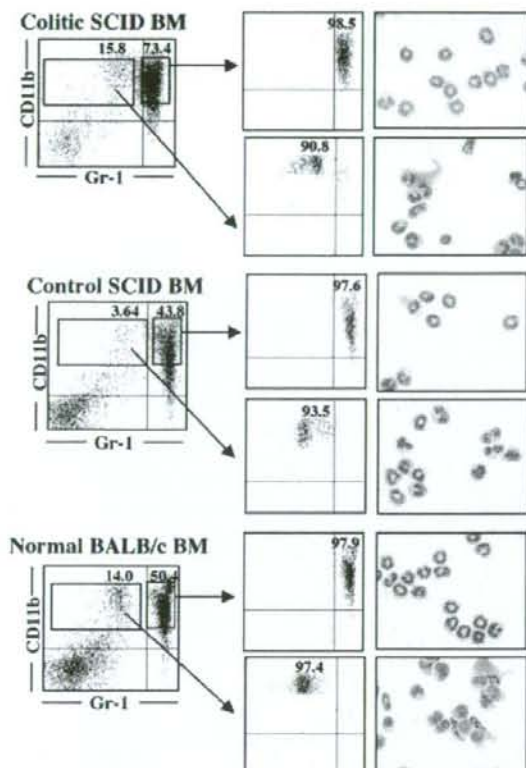 Colitic SCID BM
15.8 73.4
CD11b
Gr-1
98.5
90.8
Control SCID BM
3.64 43.8
CD11b
Gr-1
97.6
93.5
Normal BALB/c BM
14.0 50.4
CD11b
Gr-1
97.9
97.4